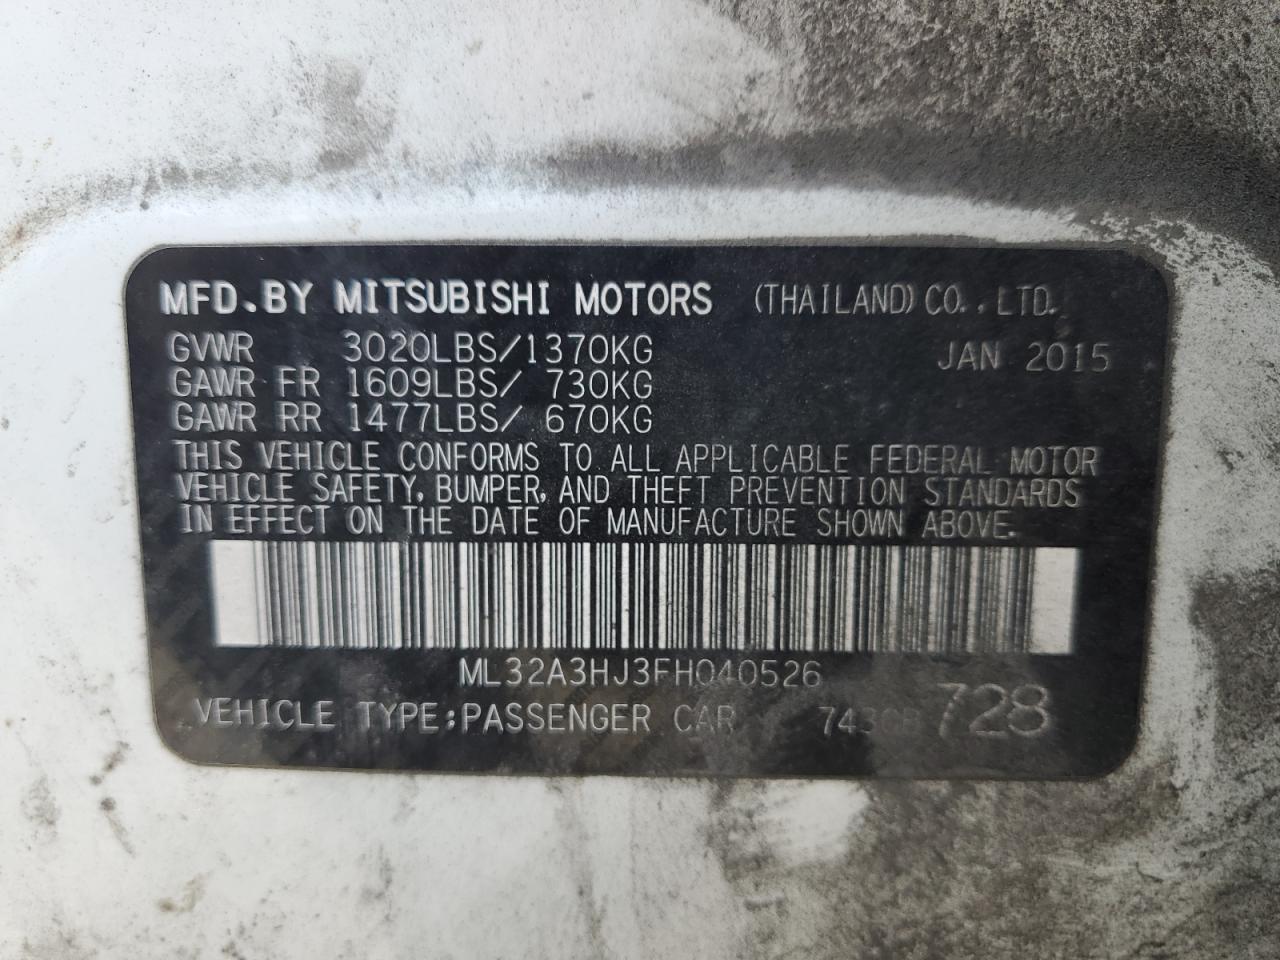 MFD.BY MITSUBISHI MOTORS (THAILAND)CO.,LTD.
GVWR 3020LBS/1370KG JAN 2015
GAWR FR 1609LBS/ 730KG
GAWR RR 1477LBS/ 670KG
THIS VEHICLE CONFORMS TO ALL APPLICABLE FEDERAL MOTOR
VEHICLE SAFETY, BUMPER, AND THEFT PREVENTION STANDARDS
IN EFFECT ON THE DATE OF MANUFACTURE SHOWN ABOVE.
ML32A3HJ3FH040526
VEHICLE TYPE:PASSENGER CAR 728